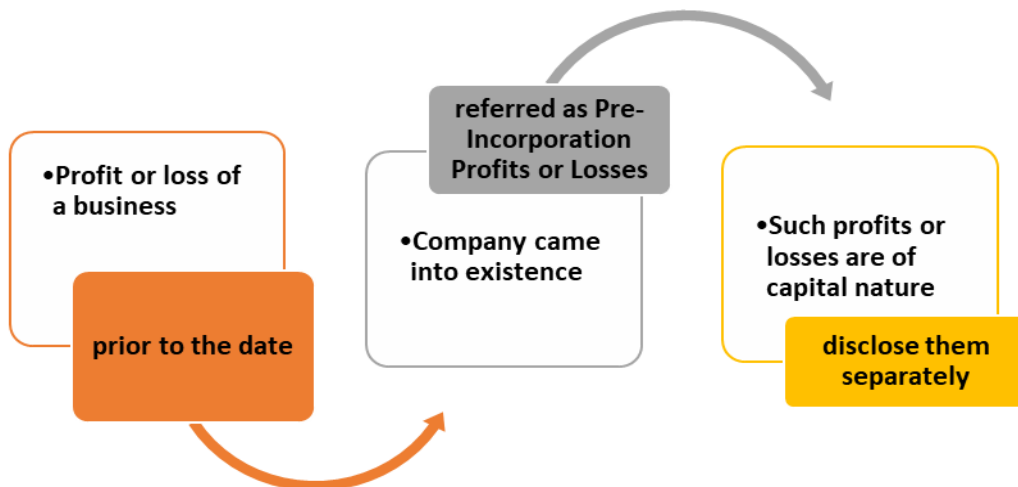 •Profit or loss of
a business
prior to the date
referred as Pre-
Incorporation
Profits or Losses
•Company came
into existence
•Such profits or
losses are of
capital nature
disclose them
separately